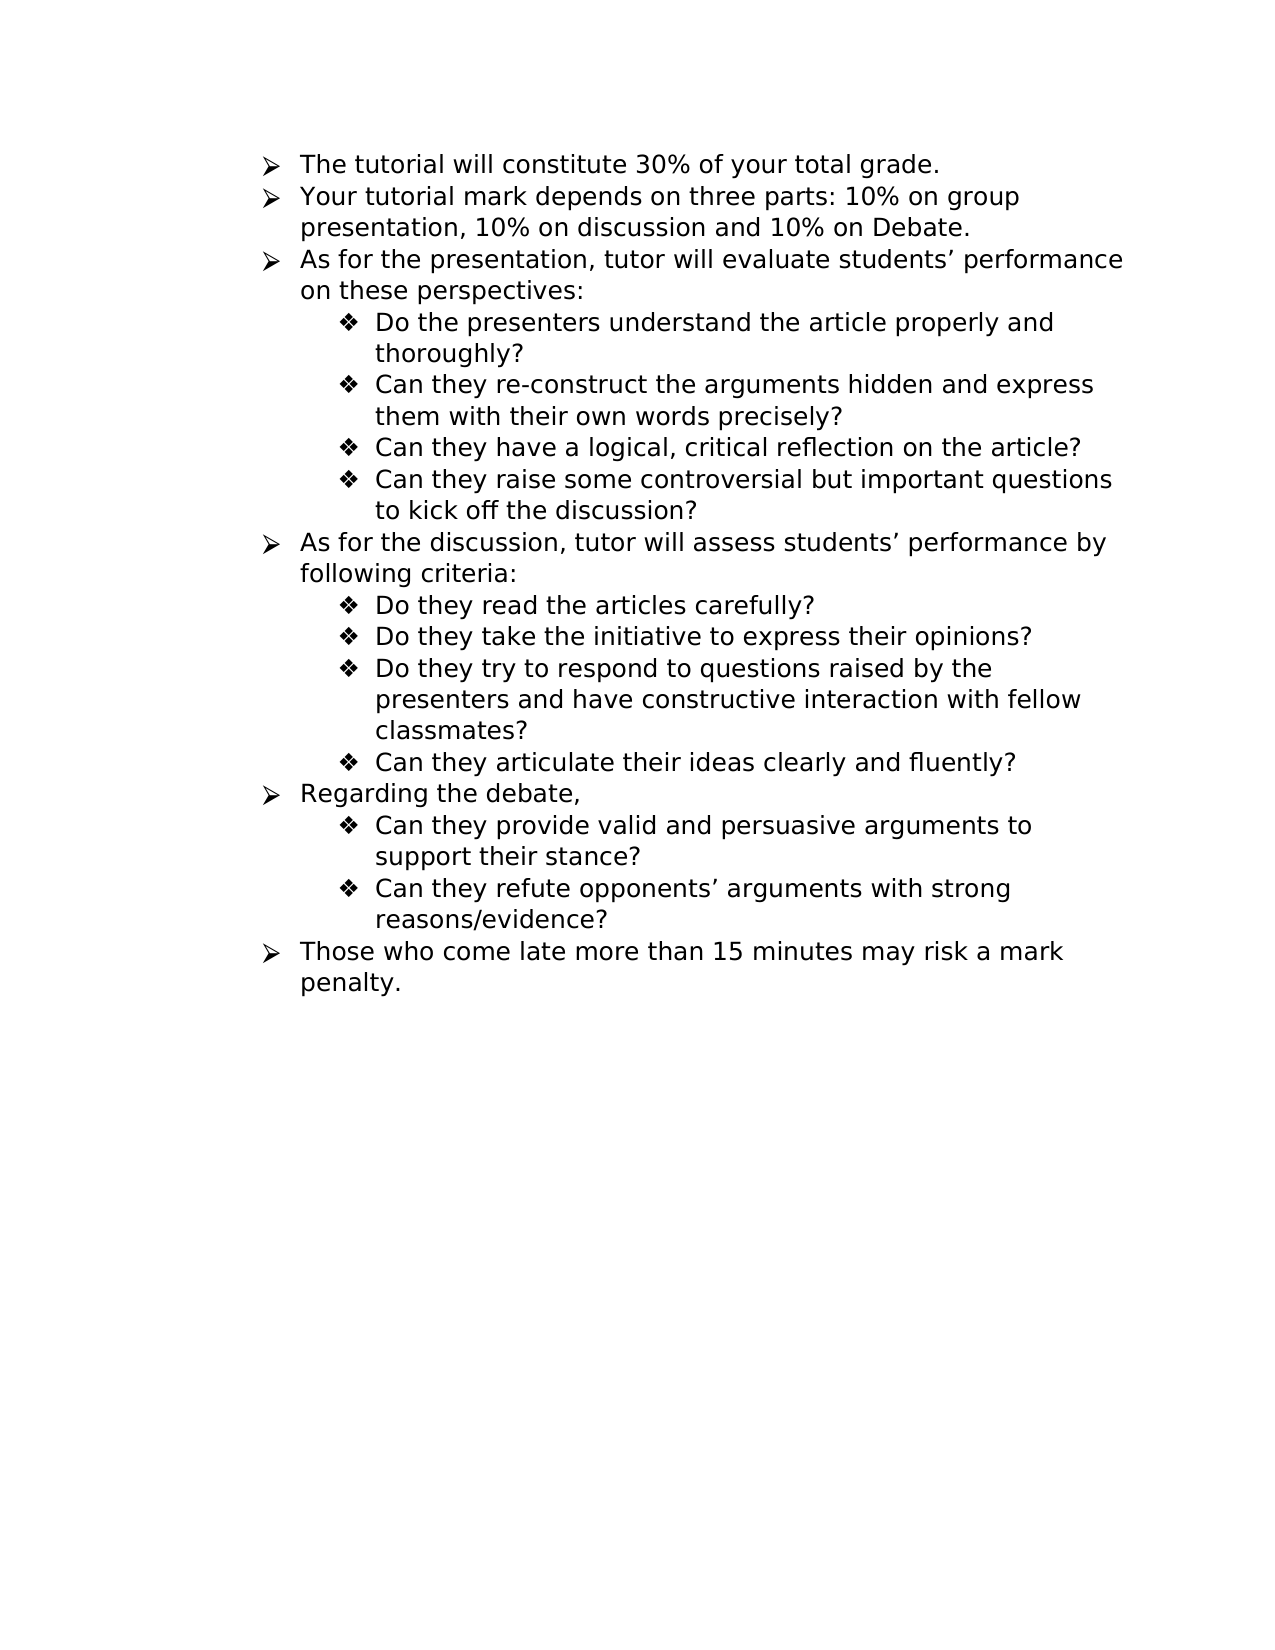 ➢ The tutorial will constitute 30% of your total grade.
➢ Your tutorial mark depends on three parts: 10% on group
presentation, 10% on discussion and 10% on Debate.
➢ As for the presentation, tutor will evaluate students’ performance
on these perspectives:
❖ Do the presenters understand the article properly and
thoroughly?
❖ Can they re-construct the arguments hidden and express
them with their own words precisely?
❖ Can they have a logical, critical reflection on the article?
❖ Can they raise some controversial but important questions
to kick off the discussion?
➢ As for the discussion, tutor will assess students’ performance by
following criteria:
❖ Do they read the articles carefully?
❖ Do they take the initiative to express their opinions?
❖ Do they try to respond to questions raised by the
presenters and have constructive interaction with fellow
classmates?
❖ Can they articulate their ideas clearly and fluently?
➢ Regarding the debate,
❖ Can they provide valid and persuasive arguments to
support their stance?
❖ Can they refute opponents’ arguments with strong
reasons/evidence?
➢ Those who come late more than 15 minutes may risk a mark
penalty.